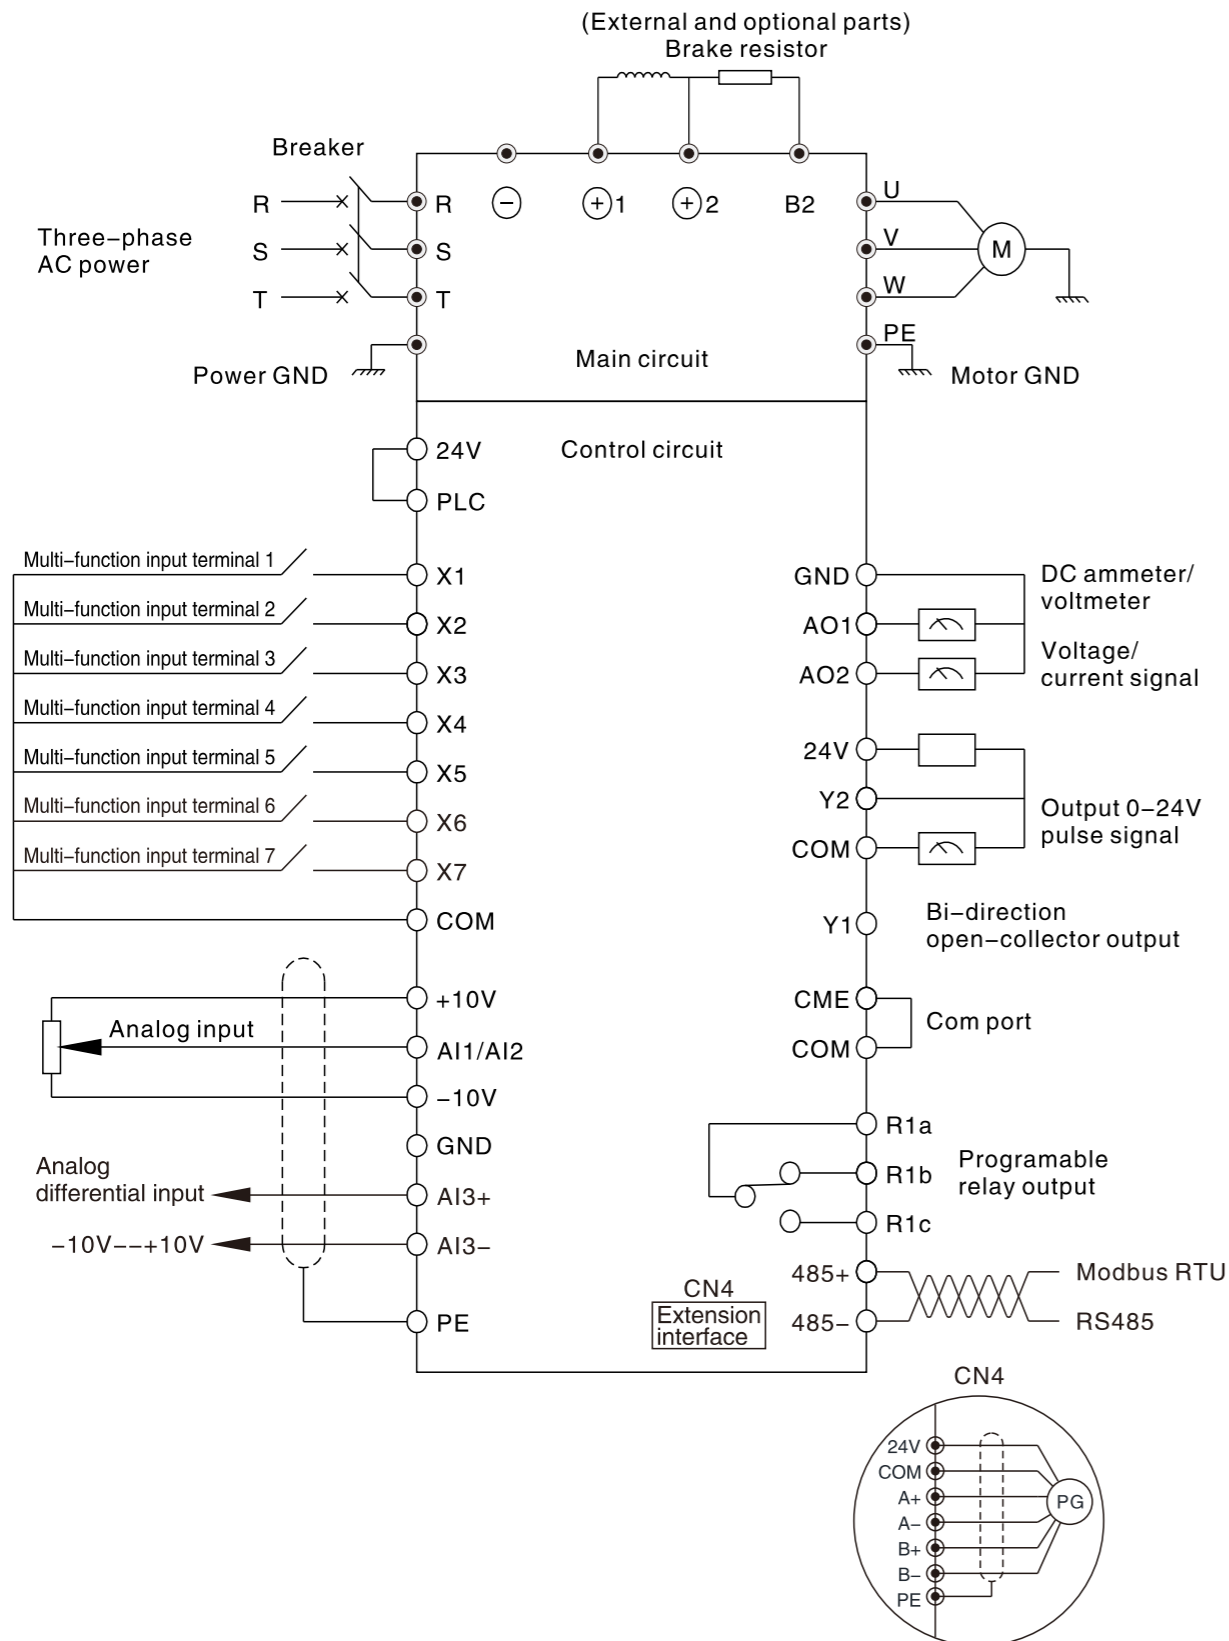 (External and optional parts)
Brake resistor
Breaker
R
S
T
Three−phase
AC power
R
S
T
−
+ 1
+ 2
B2
U
V
W
PE
M
Power GND
Main circuit
Motor GND
Control circuit
24V
PLC
Multi−function input terminal 1
X1
Multi−function input terminal 2
X2
Multi−function input terminal 3
X3
Multi−function input terminal 4
X4
Multi−function input terminal 5
X5
Multi−function input terminal 6
X6
Multi−function input terminal 7
X7
COM
+10V
Analog input
AI1/AI2
−10V
GND
Analog
differential input
AI3+
−10V−−+10V
AI3−
PE
GND
DC ammeter/
voltmeter
AO1
AO2
Voltage/
current signal
24V
Y2
COM
Output 0−24V
pulse signal
Y1
Bi−direction
open−collector output
CME
COM
Com port
R1a
R1b
R1c
Programable
relay output
CN4
Extension
interface
485+
485−
Modbus RTU
RS485
CN4
24V
COM
A+
A−
B+
B−
PE
PG